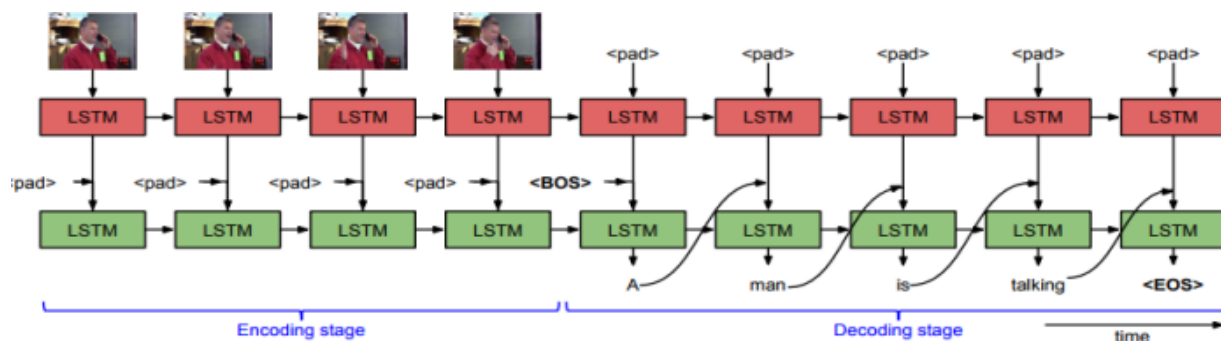 <pad> <pad> <pad> <pad> <pad>
LSTM LSTM LSTM LSTM LSTM LSTM LSTM LSTM LSTM
<pad> <pad> <pad> <pad> <BOS>
LSTM LSTM LSTM LSTM LSTM LSTM LSTM LSTM LSTM
A man is talking <EOS>
Encoding stage Decoding stage
time